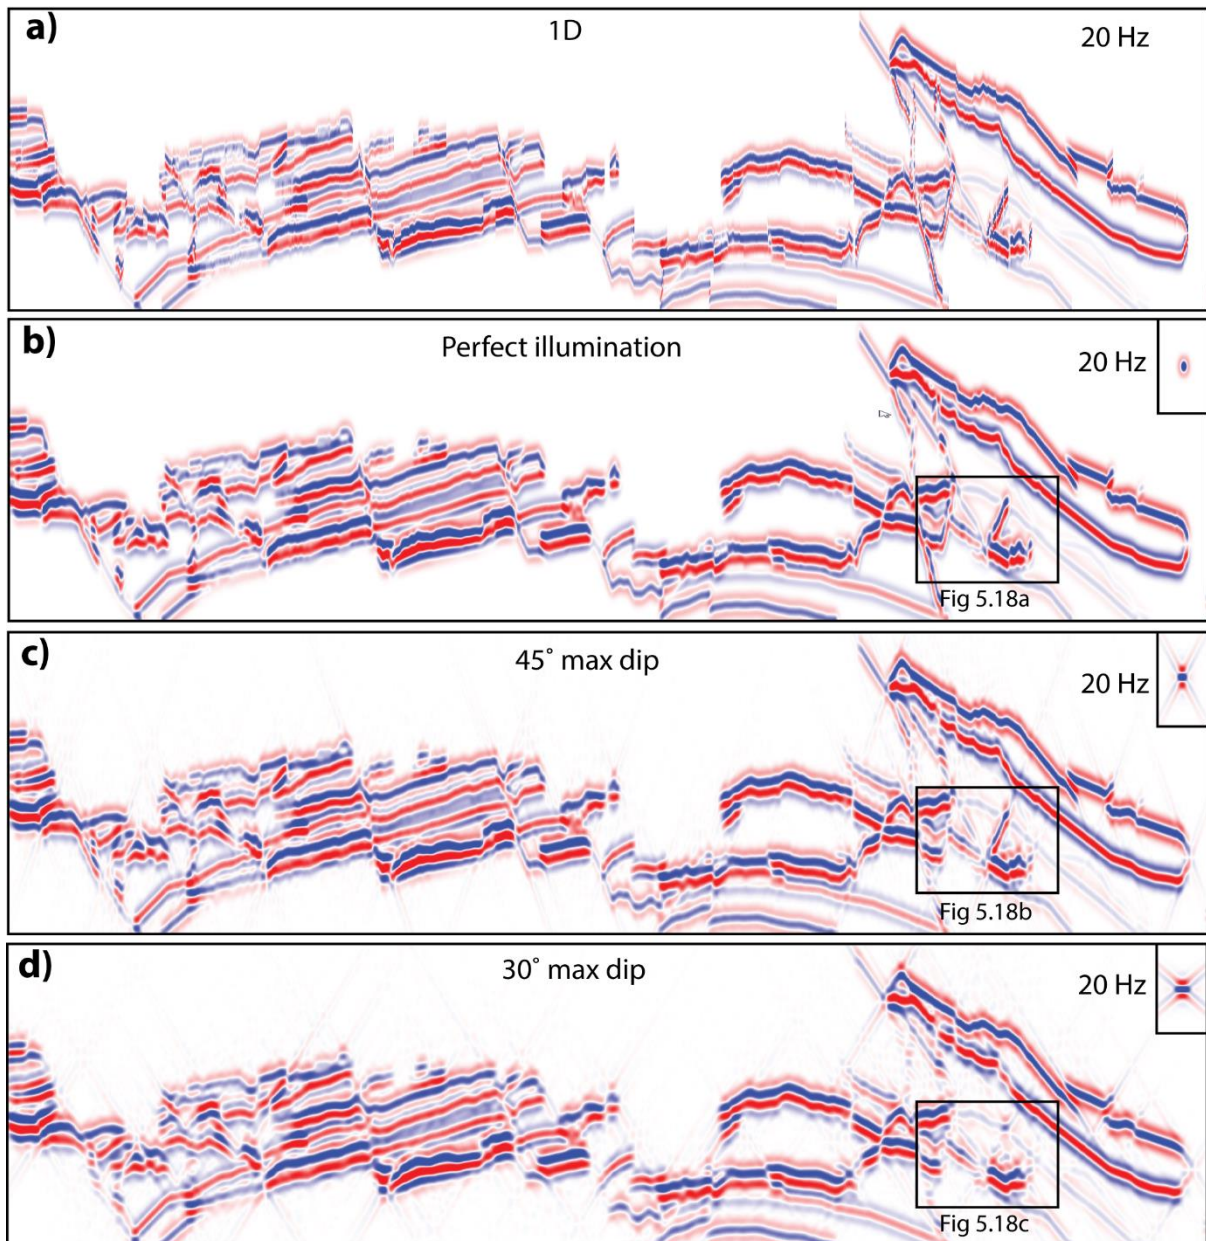 a)
1D
20 Hz
b)
Perfect illumination
20 Hz
Fig 5.18a
c)
45˚ max dip
20 Hz
Fig 5.18b
d)
30˚ max dip
20 Hz
Fig 5.18c